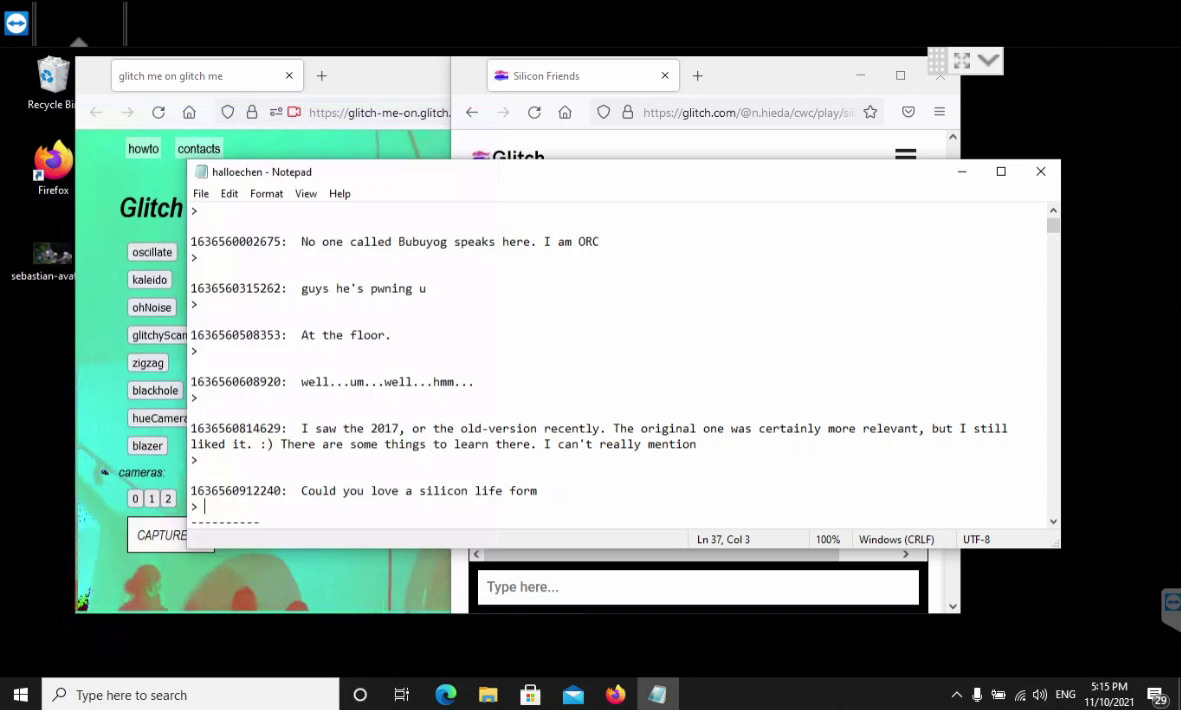 glitch me on glitch me
Silicon Friends
Recycle Bi
https://glitch-me-on.glitch.
https://glitch.com/@n.hieda/cwc/play/sil
howto
contacts
Glitch
halloechen - Notepad
Firefox
File Edit Format View Help
Glitch
>
oscillate
1636560002675: No one called Bubuyog speaks here. I am ORC
>
sebastian-avat
kaleido
1636560315262: guys he's pwning u
>
ohNoise
glitchyScan
1636560508353: At the floor.
>
zigzag
1636560608920: well...um...well...hmm...
>
blackhole
hueCamera
1636560814629: I saw the 2017, or the old-version recently. The original one was certainly more relevant, but I still
liked it. :) There are some things to learn there. I can't really mention
>
blazer
cameras:
1636560912240: Could you love a silicon life form
>
0 1 2
----------
CAPTURE
Ln 37, Col 3
100%
Windows (CRLF)
UTF-8
Type here...
Type here to search
ENG
5:15 PM
11/10/2021
29